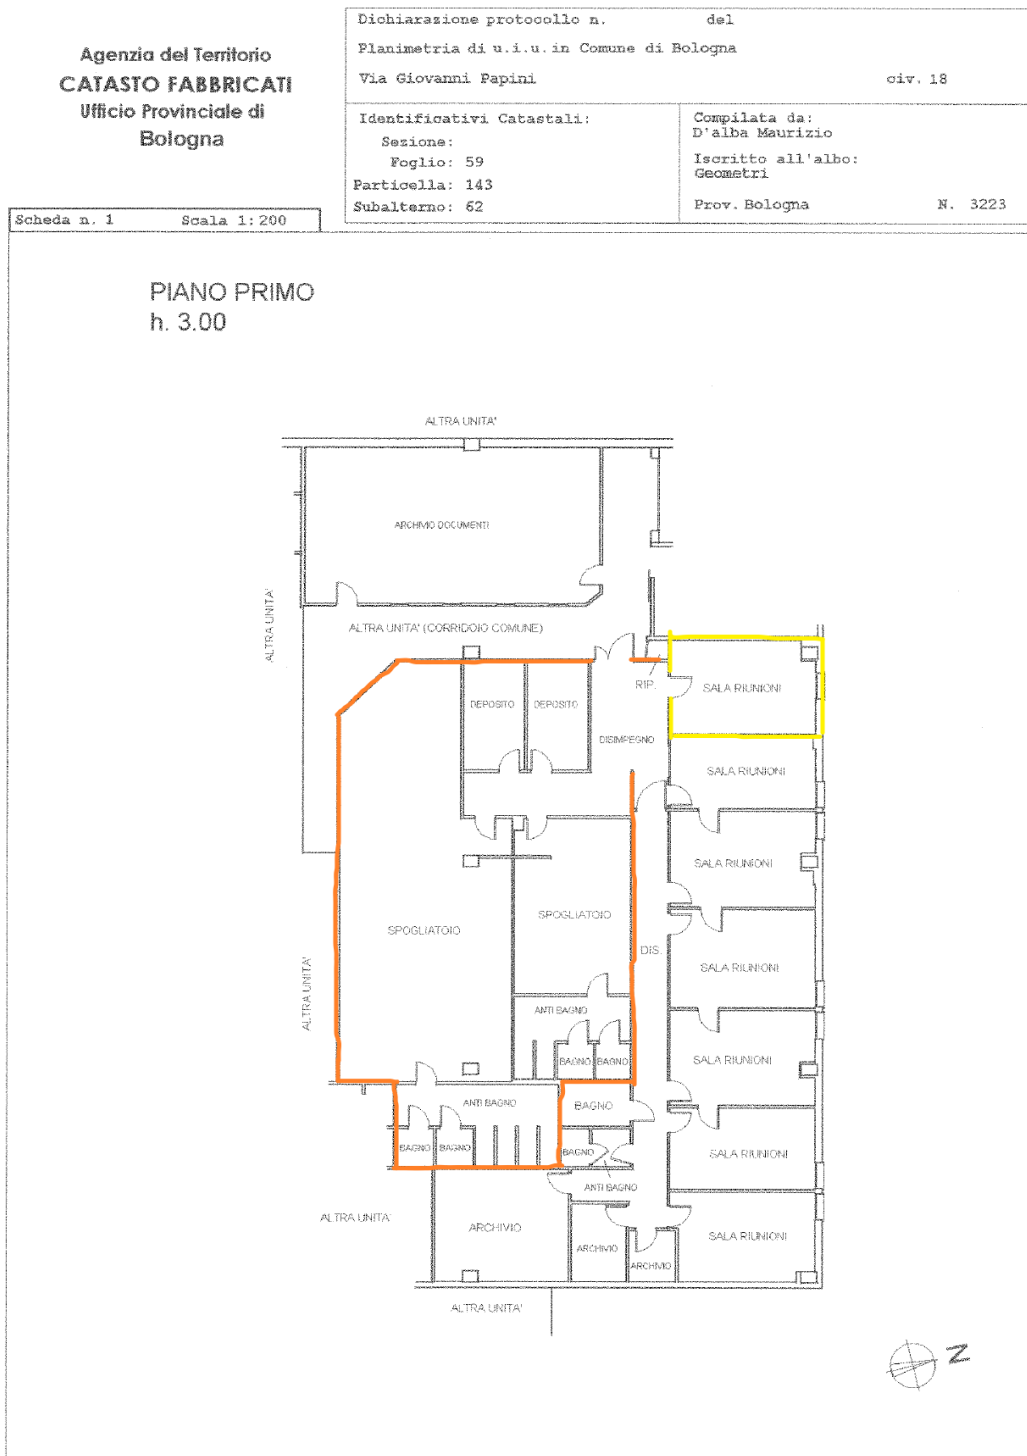 Agenzia del Territorio
CATASTO FABBRICATI
Ufficio Provinciale di
Bologna
Scheda n. 1 Scala 1:200
Dichiarazione protocollo n. del
Planimetria di u.i.u. in Comune di Bologna
Via Giovanni Papini civ. 18
Identificativi Catastali:
Sezione:
Foglio: 59
Particella: 143
Subalterno: 62
Compilata da:
D'alba Maurizio
Iscritto all'albo:
Geometri
Prov. Bologna N. 3223
PIANO PRIMO
h. 3.00
ALTRA UNITA'
ARCHIVIO DOCUMENTI
ALTRA UNITA'
ALTRA UNITA' (CORRIDOIO COMUNE)
RIP.
SALA RIUNIONI
DEPOSITO
DEPOSITO
DISIMPEGNO
SALA RIUNIONI
SALA RIUNIONI
SPOGLIATOIO
SPOGLIATOIO
DIS.
SALA RIUNIONI
ALTRA UNITA'
ANTI BAGNO
BAGNO
BAGNO
SALA RIUNIONI
ANTI BAGNO
BAGNO
BAGNO
BAGNO
BAGNO
SALA RIUNIONI
ANTI BAGNO
ALTRA UNITA'
ARCHIVIO
ARCHIVIO
ARCHIVIO
SALA RIUNIONI
ALTRA UNITA'
N